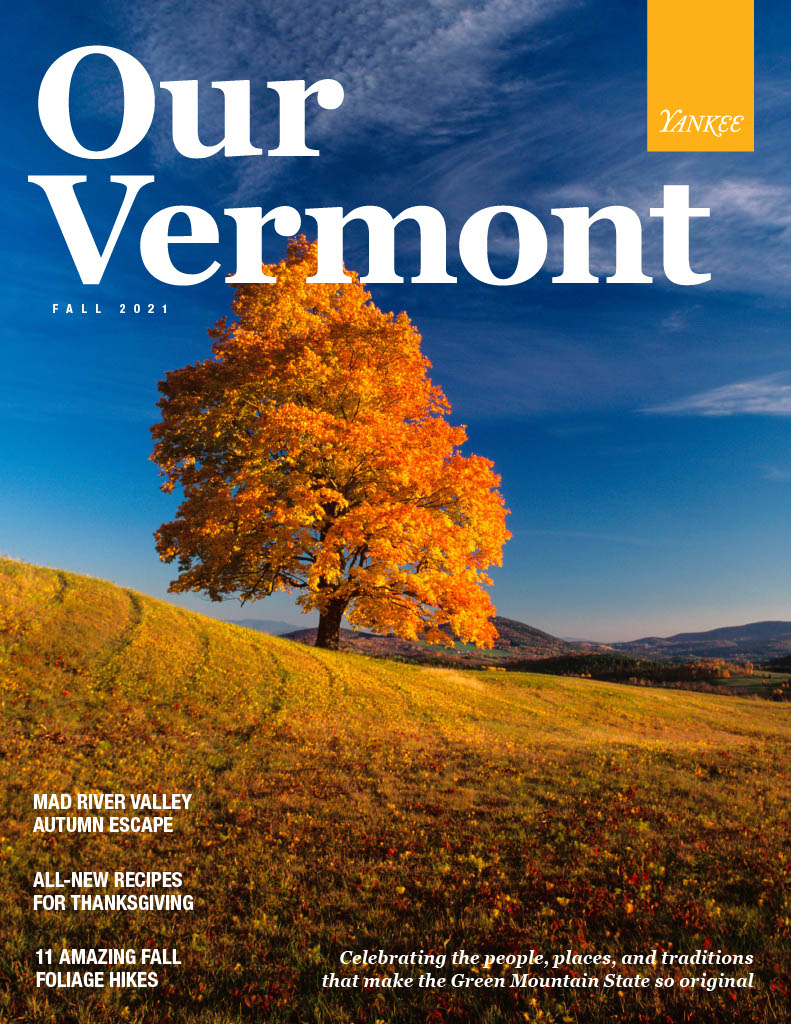 Our
YANKEE
Vermont
FALL 2021
MAD RIVER VALLEY
AUTUMN ESCAPE
ALL-NEW RECIPES
FOR THANKSGIVING
11 AMAZING FALL
FOLIAGE HIKES
Celebrating the people, places, and traditions
that make the Green Mountain State so original